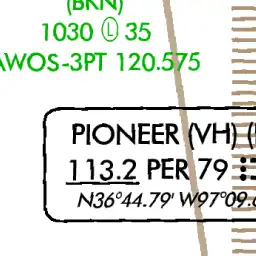 (BKN)
1030 Ⓛ 35
AWOS-3PT 120.575
PIONEER (VH) (
113.2 PER 79
N36°44.79' W97°09.